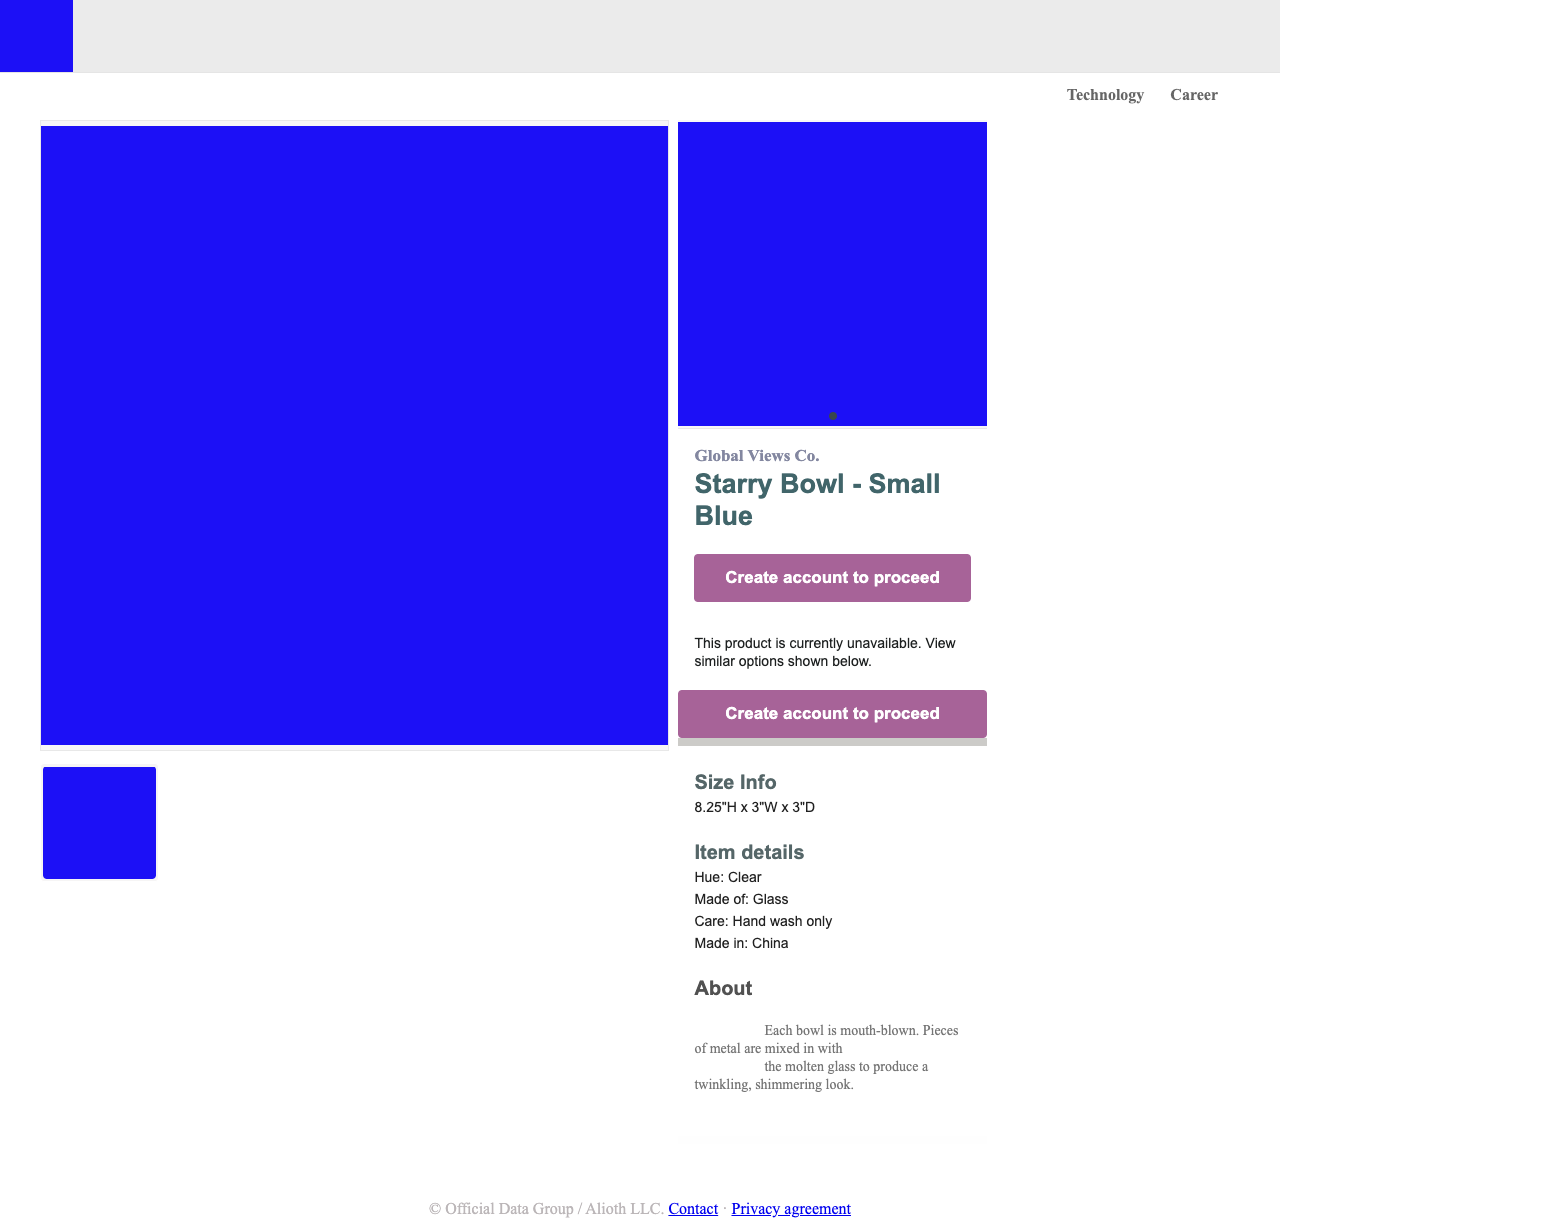 Technology Career
Global Views Co.
Starry Bowl - Small
Blue
Create account to proceed
This product is currently unavailable. View
similar options shown below.
Create account to proceed
Size Info
8.25"H x 3"W x 3"D
Item details
Hue: Clear
Made of: Glass
Care: Hand wash only
Made in: China
About
Each bowl is mouth-blown. Pieces
of metal are mixed in with
the molten glass to produce a
twinkling, shimmering look.
© Official Data Group / Alioth LLC. Contact · Privacy agreement